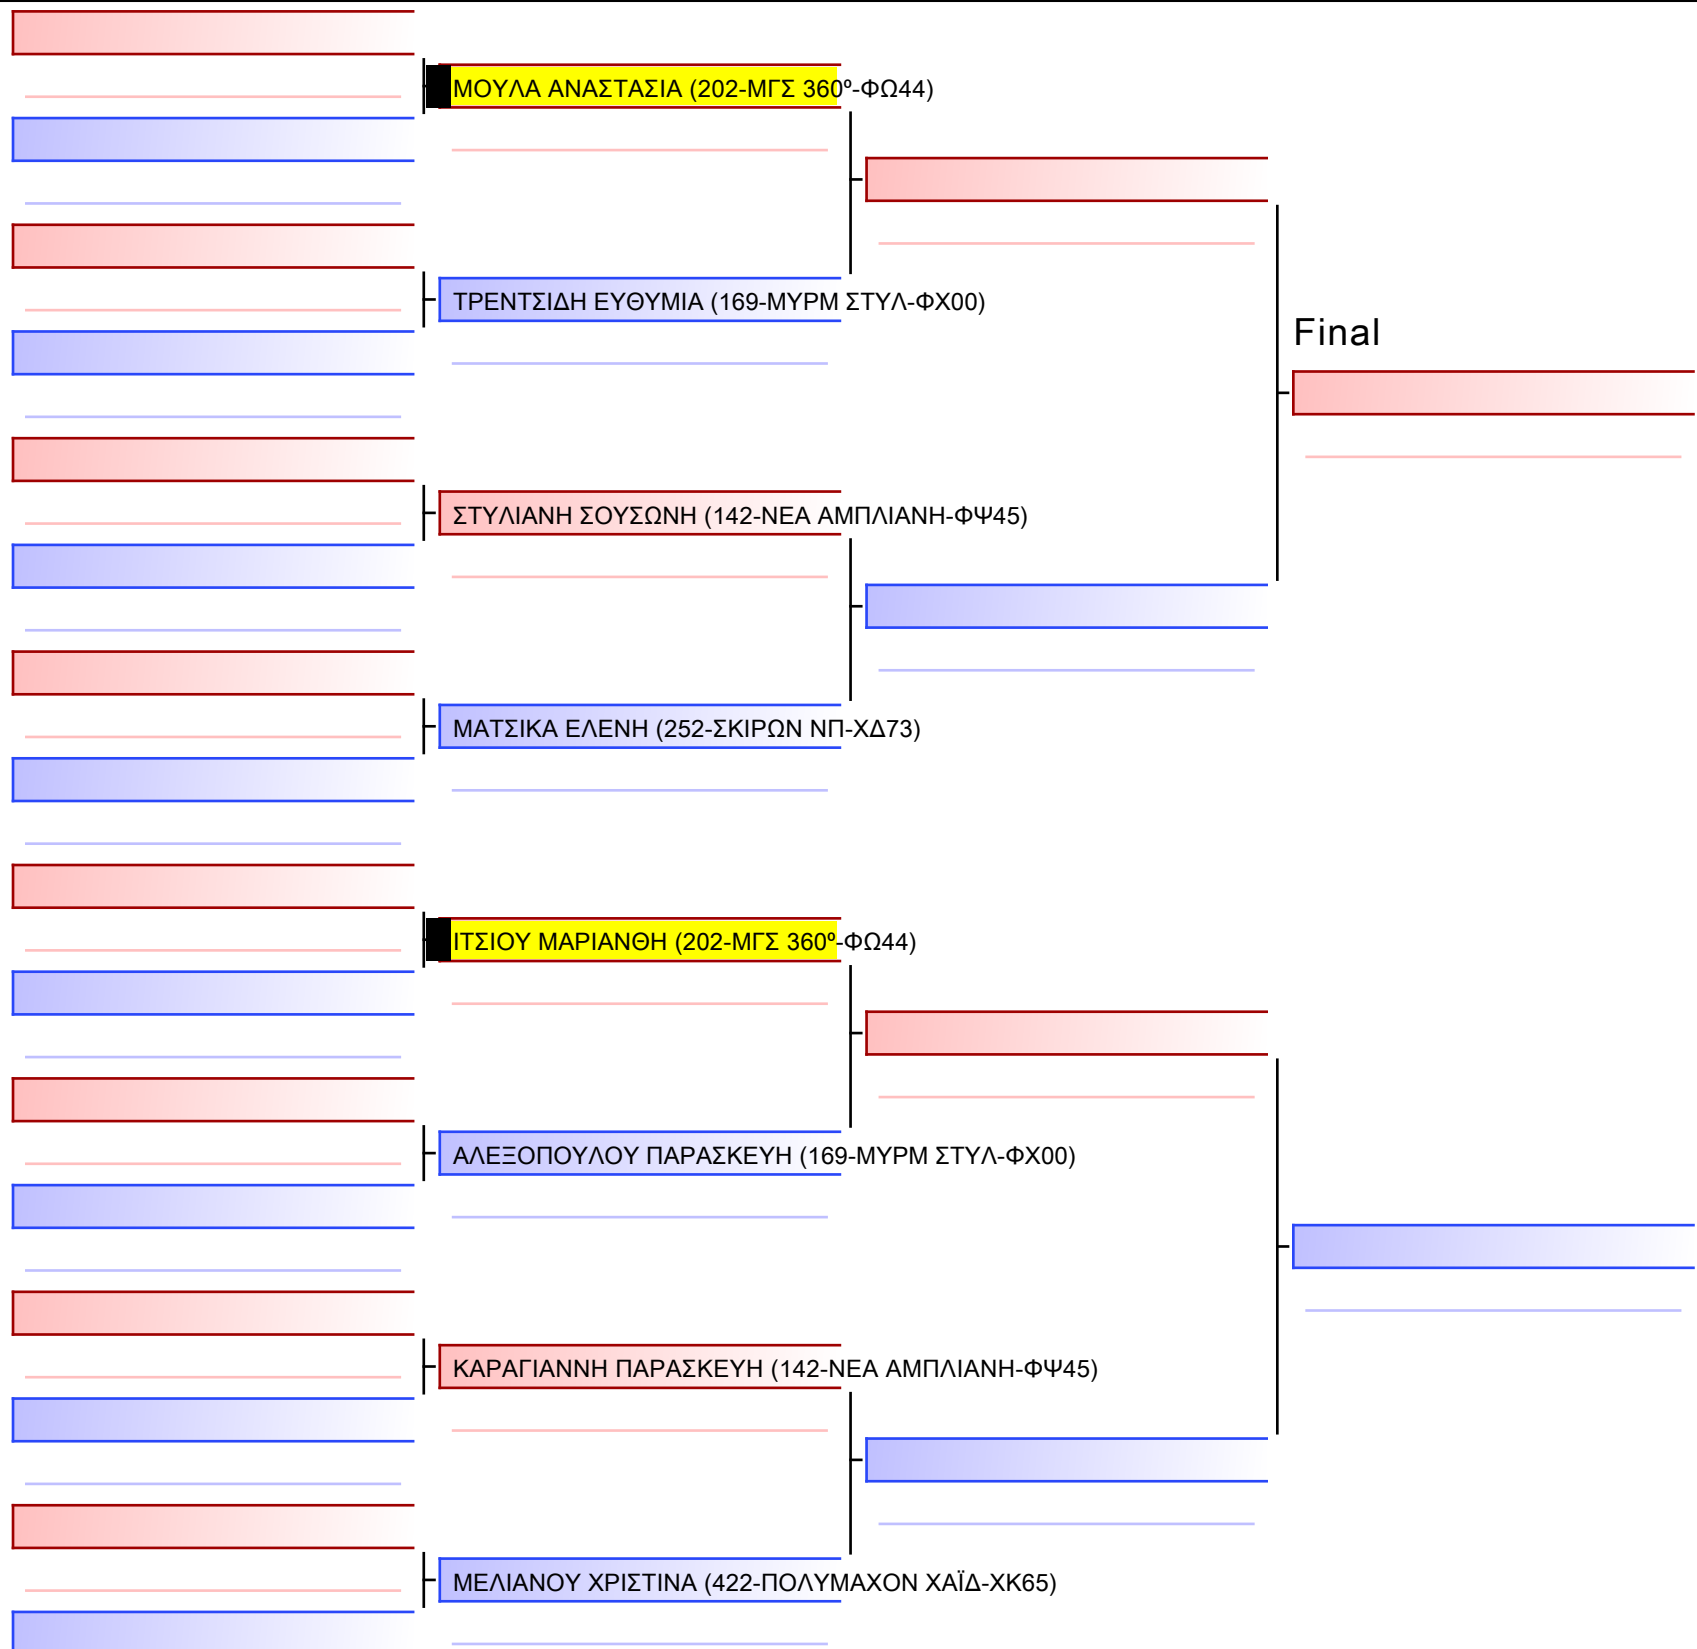 ΜΟΥΛΑ ΑΝΑΣΤΑΣΙΑ (202-ΜΓΣ 360º-ΦΩ44)
ΤΡΕΝΤΣΙΔΗ ΕΥΘΥΜΙΑ (169-ΜΥΡΜ ΣΤΥΛ-ΦΧ00)
Final
ΣΤΥΛΙΑΝΗ ΣΟΥΣΩΝΗ (142-ΝΕΑ ΑΜΠΛΙΑΝΗ-ΦΨ45)
ΜΑΤΣΙΚΑ ΕΛΕΝΗ (252-ΣΚΙΡΩΝ ΝΠ-ΧΔ73)
ΙΤΣΙΟΥ ΜΑΡΙΑΝΘΗ (202-ΜΓΣ 360º-ΦΩ44)
ΑΛΕΞΟΠΟΥΛΟΥ ΠΑΡΑΣΚΕΥΗ (169-ΜΥΡΜ ΣΤΥΛ-ΦΧ00)
ΚΑΡΑΓΙΑΝΝΗ ΠΑΡΑΣΚΕΥΗ (142-ΝΕΑ ΑΜΠΛΙΑΝΗ-ΦΨ45)
ΜΕΛΙΑΝΟΥ ΧΡΙΣΤΙΝΑ (422-ΠΟΛΥΜΑΧΟΝ ΧΑΪΔ-ΧΚ65)